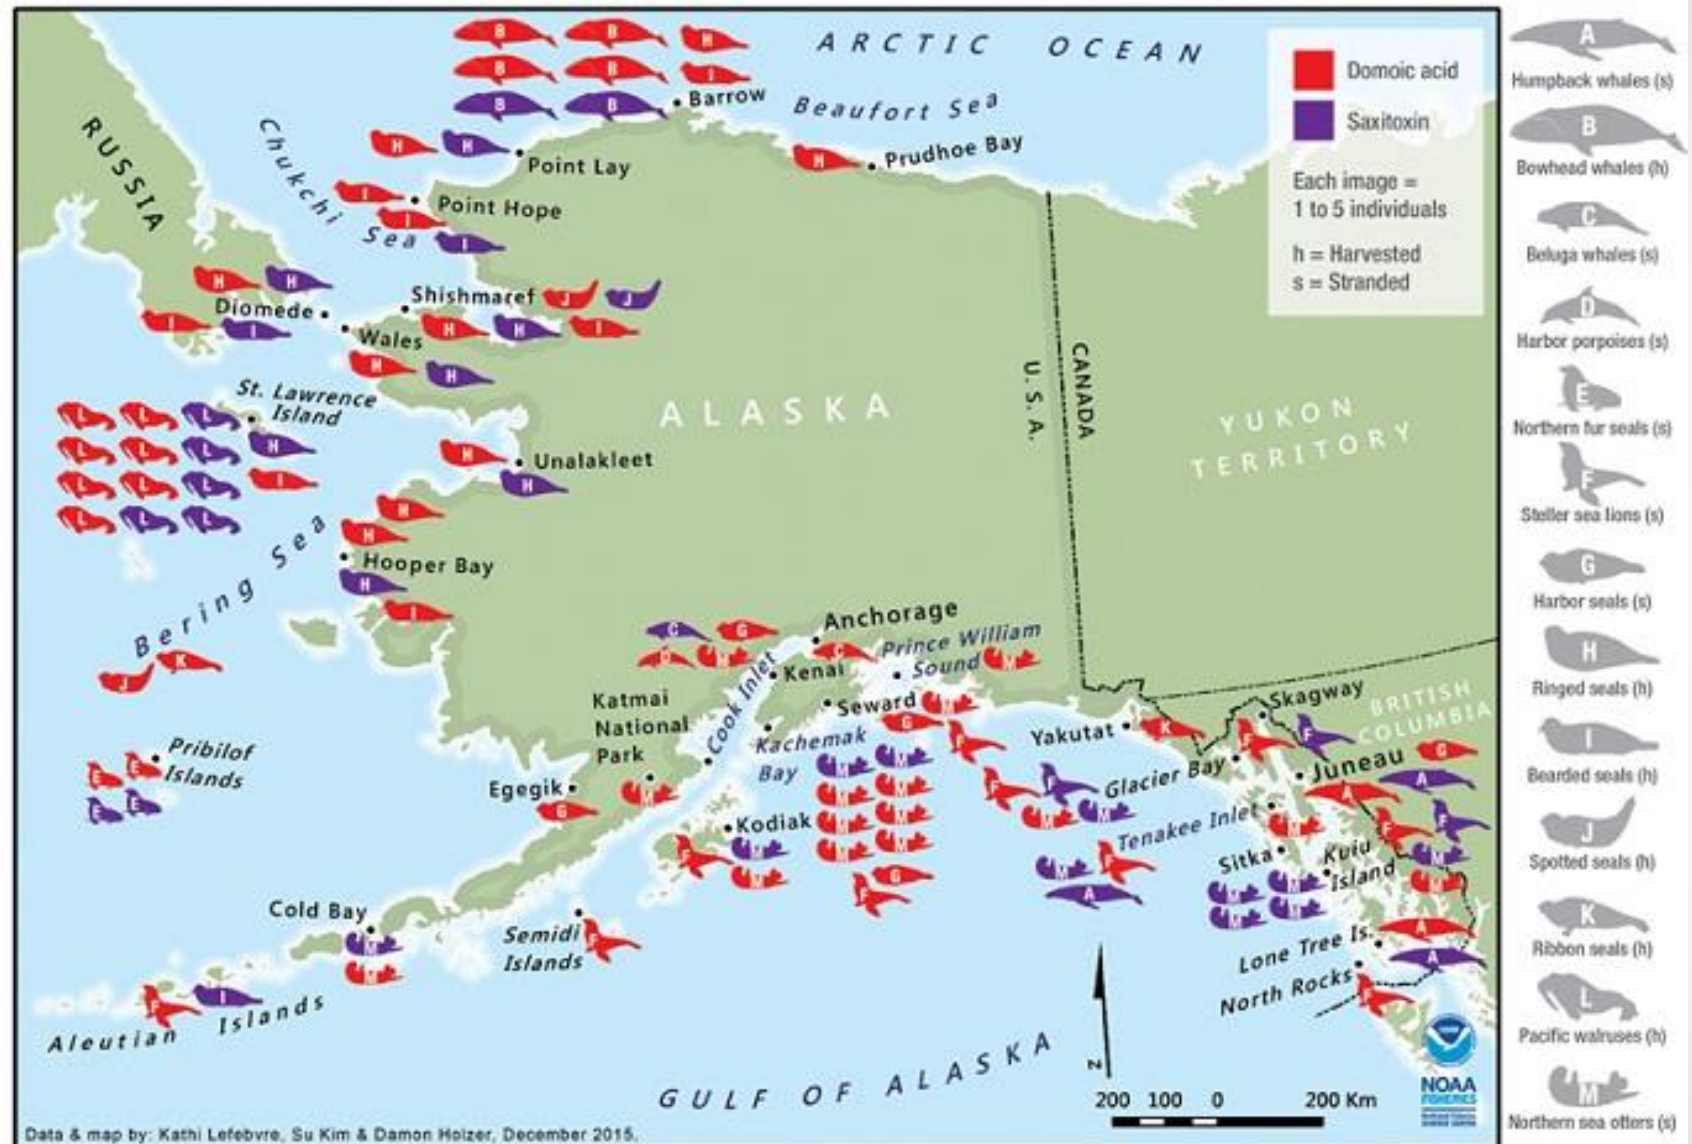 ARCTIC OCEAN
Beaufort Sea
Chukchi Sea
RUSSIA
Barrow
Prudhoe Bay
Point Lay
Point Hope
Shishmaref
Diomede
Wales
St. Lawrence
Island
ALASKA
U.S.A.
CANADA
YUKON
TERRITORY
Unalakleet
Bering Sea
Hooper Bay
Anchorage
Prince William
Sound
Kenai
Cook Inlet
Seward
Katmai
National
Park
Kachemak
Bay
Pribilof
Islands
Egegik
Kodiak
Cold Bay
Semidi
Islands
Aleutian Islands
Skagway
BRITISH
COLUMBIA
Yakutat
Glacier Bay
Juneau
Tenakee Inlet
Sitka
Kuiu
Island
Lone Tree Is.
North Rocks
GULF OF ALASKA
N
200 100 0 200 Km
NOAA
FISHERIES
Data & map by: Kathi Lefebvre, Su Kim & Damon Holzer, December 2015.
Domoic acid
Saxitoxin
Each image =
1 to 5 individuals
h = Harvested
s = Stranded
A
Humpback whales (s)
B
Bowhead whales (h)
C
Beluga whales (s)
D
Harbor porpoises (s)
E
Northern fur seals (s)
F
Steller sea lions (s)
G
Harbor seals (s)
H
Ringed seals (h)
I
Bearded seals (h)
J
Spotted seals (h)
K
Ribbon seals (h)
L
Pacific walruses (h)
M
Northern sea otters (s)